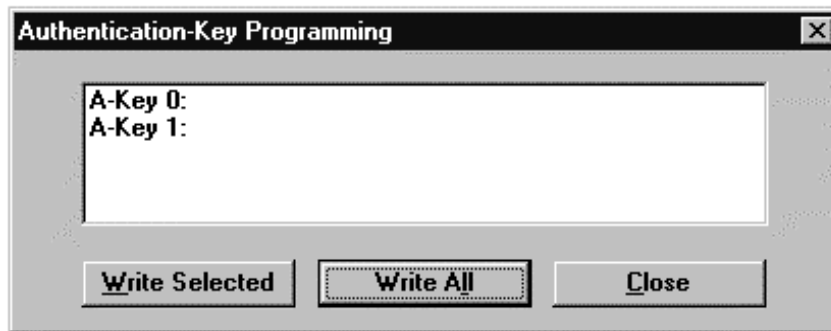 Authentication-Key Programming
A-Key 0:
A-Key 1:
Write Selected
Write All
Close